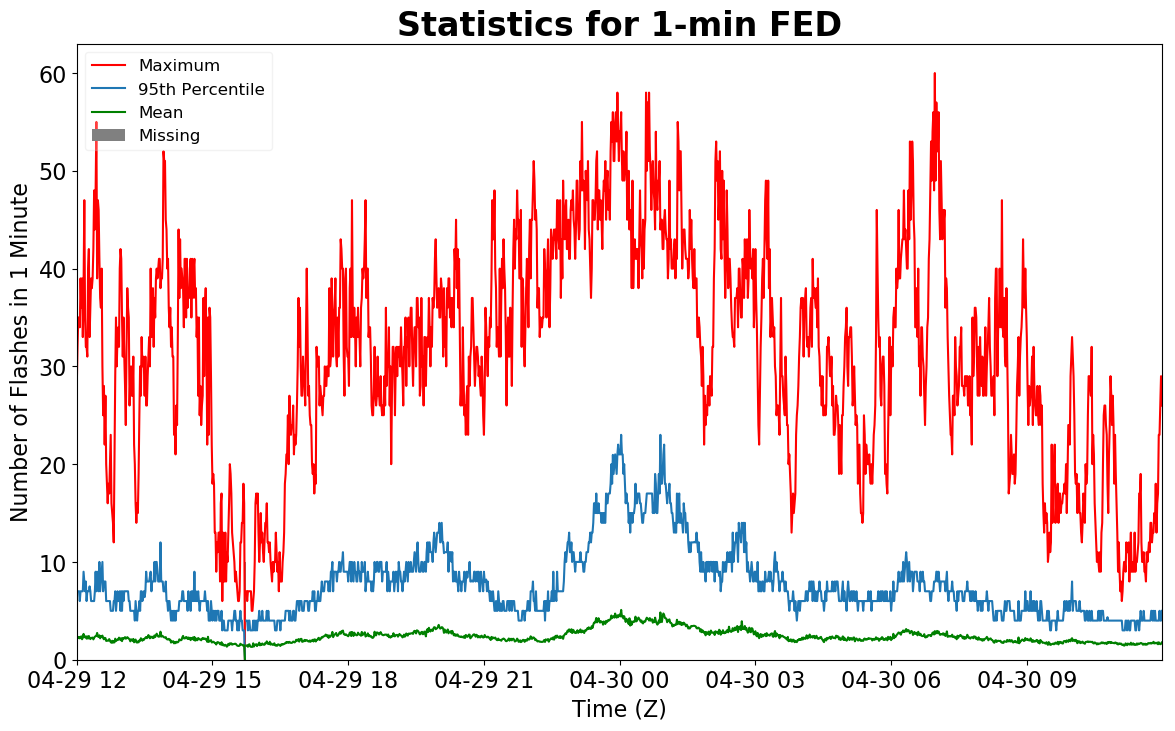 Statistics for 1-min FED
Maximum
95th Percentile
Mean
Missing
Number of Flashes in 1 Minute
60
50
40
30
20
10
0
04-29 12
04-29 15
04-29 18
04-29 21
04-30 00
04-30 03
04-30 06
04-30 09
Time (Z)